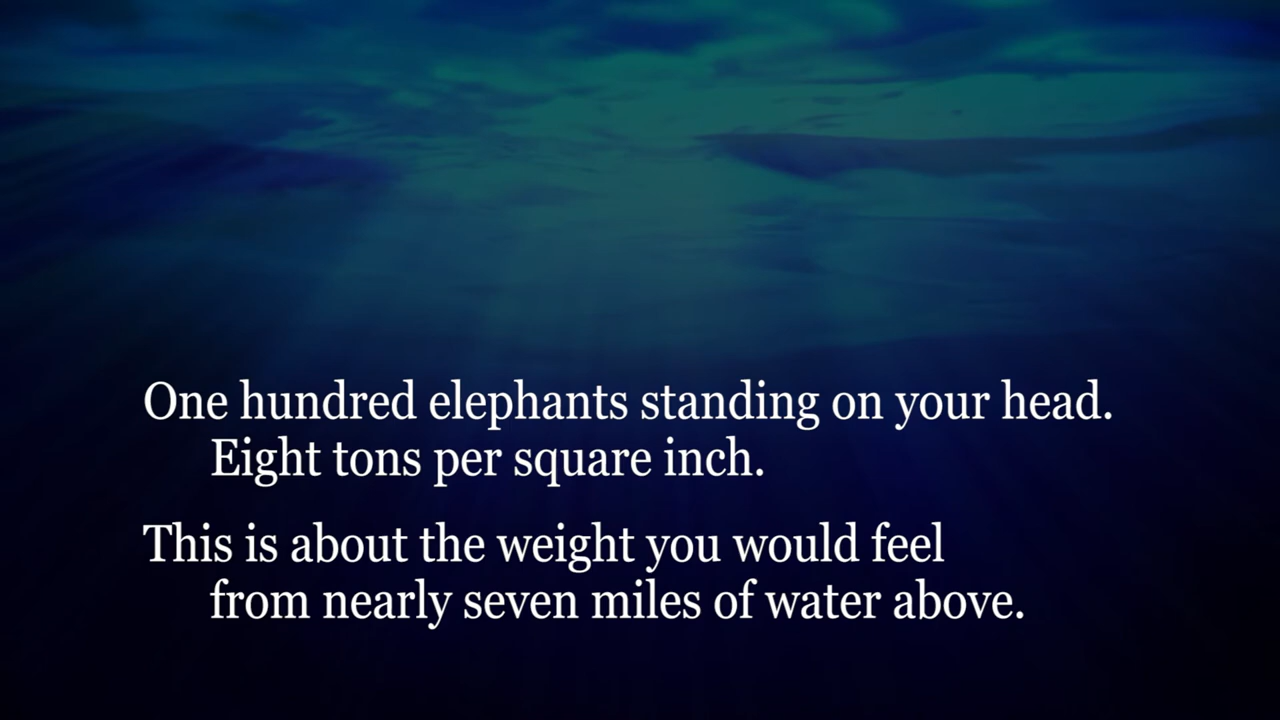 One hundred elephants standing on your head.
Eight tons per square inch.
This is about the weight you would feel
from nearly seven miles of water above.